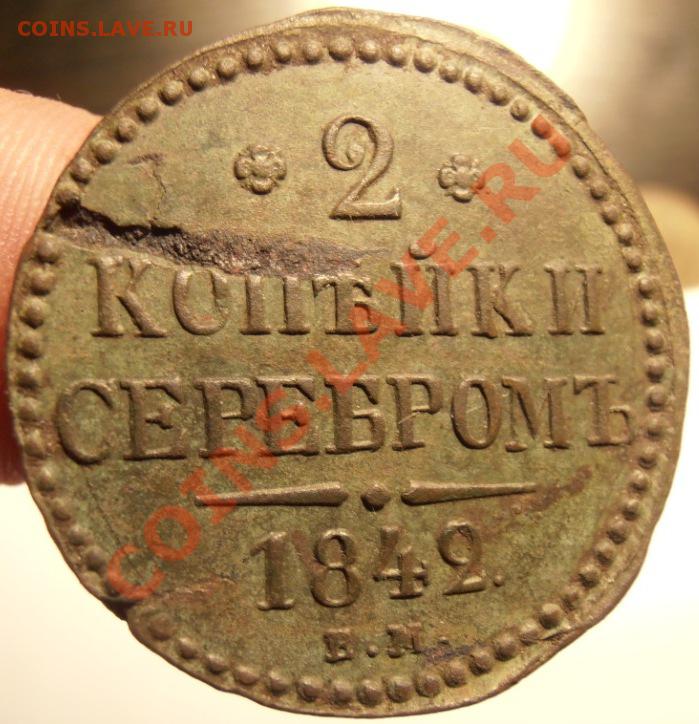 COINS.LAVE.RU
2
КОПѢЙКИ
СЕРЕБРОМЪ
1842.
Е.М.
COINS.LAVE.RU